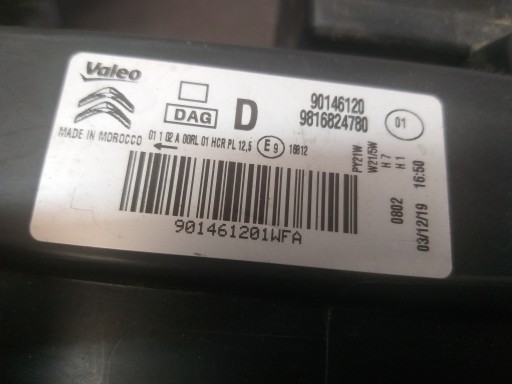 Valeo
DAG
D
90146120
9816824780
01
MADE IN MOROCCO
01 1 02 A 00RL 01 HCR PL 12,5
E9
16812
PY21W
W21/5W
H7
H1
0802
03/12/19 16:50
901461201WFA